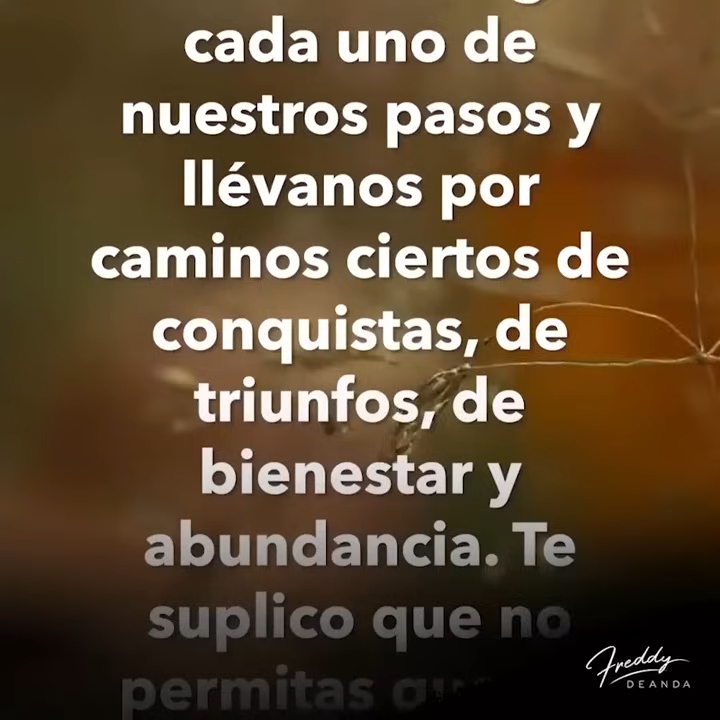 cada uno de
nuestros pasos y
llévanos por
caminos ciertos de
conquistas, de
triunfos, de
bienestar y
abundancia. Te
suplico que no
permitas
Freddy
DEANDA